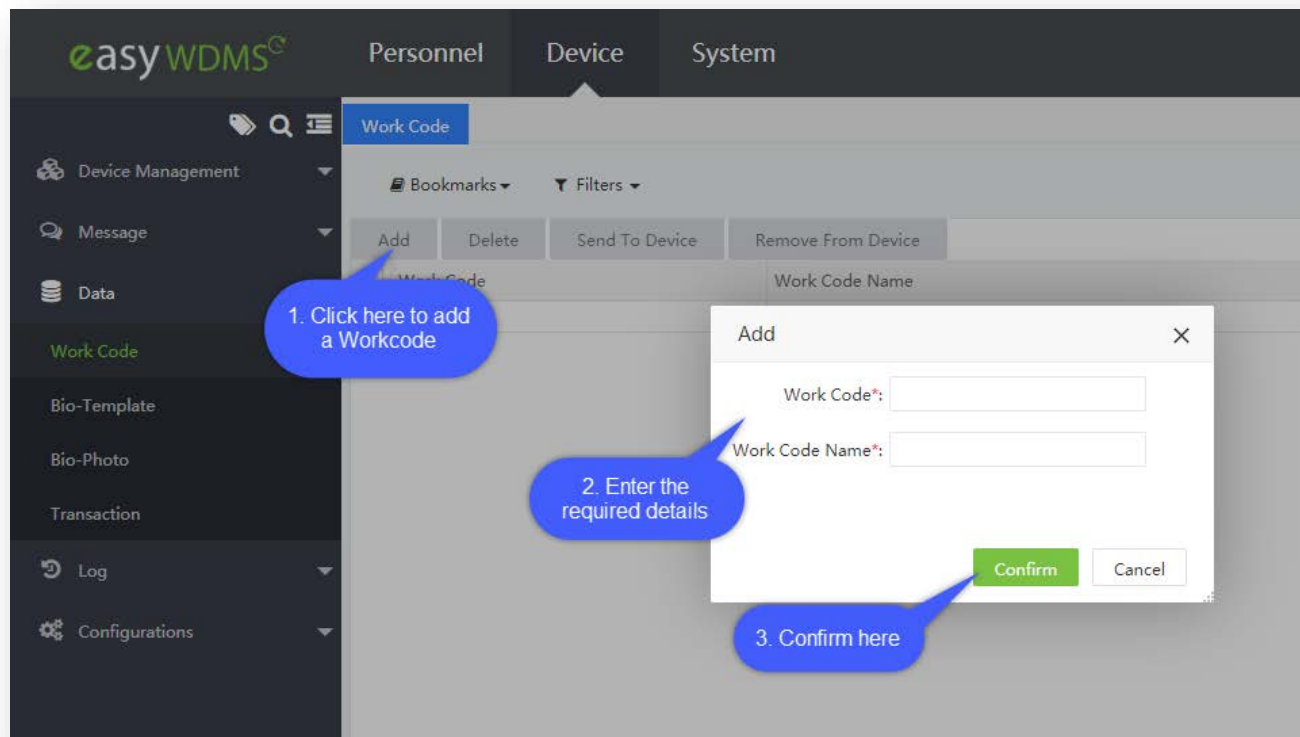 easy WDMS
Personnel Device System
Work Code
Device Management
Bookmarks Filters
Message
Add Delete Send To Device Remove From Device
Work Code Work Code Name
Data
1. Click here to add
a Workcode
Add
Work Code
Work Code*:
Bio-Template
Work Code Name*:
Bio-Photo
2. Enter the
required details
Transaction
Log
Confirm Cancel
Configurations
3. Confirm here